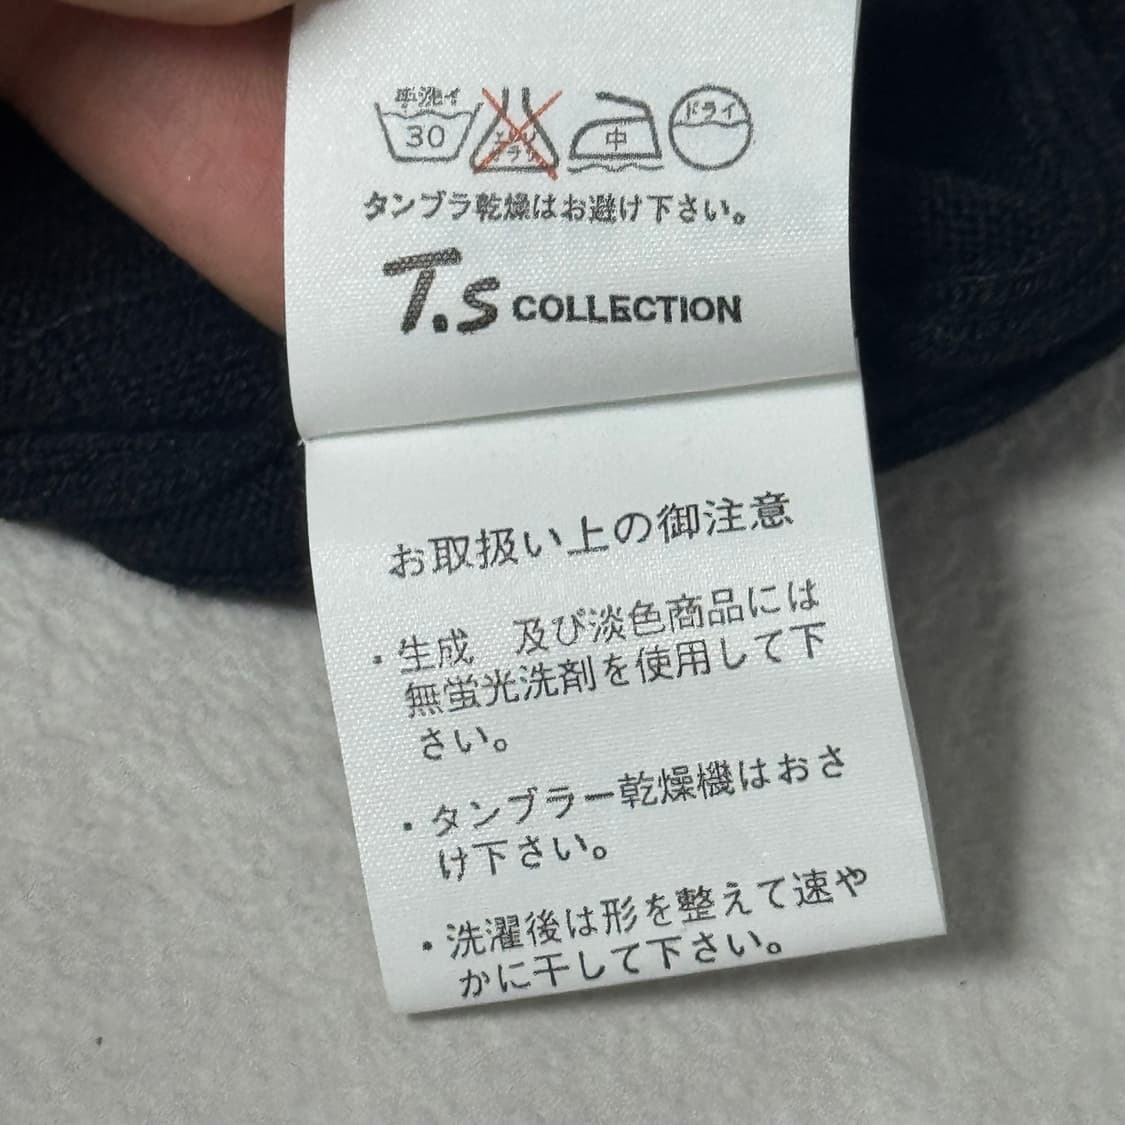 手洗イ
30
エンソサラシ
中
ドライ
タンブラ乾燥はお避け下さい。
T.S COLLECTION
お取扱い上の御注意
・生成　及び淡色商品には
無蛍光洗剤を使用して下
さい。
・タンブラー乾燥機はおさ
け下さい。
・洗濯後は形を整えて速や
かに干して下さい。